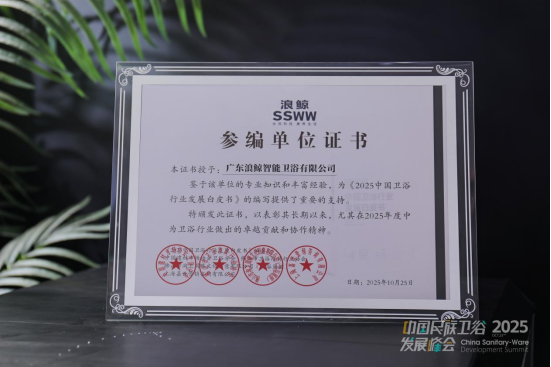 浪鲸
SSWW
参编单位证书
本证书授予：广东浪鲸智能卫浴有限公司
鉴于该单位的专业知识和丰富经验，为《2025中国卫浴
行业发展白皮书》的编写提供了重要的支持。
特颁发此证书，以表彰其长期以来，尤其在2025年度中
为卫浴行业做出的卓越贡献和协作精神。
日期：2025年10月25日
中国民族卫浴 2025
发展峰会 China Sanitary-Ware
Development Summit